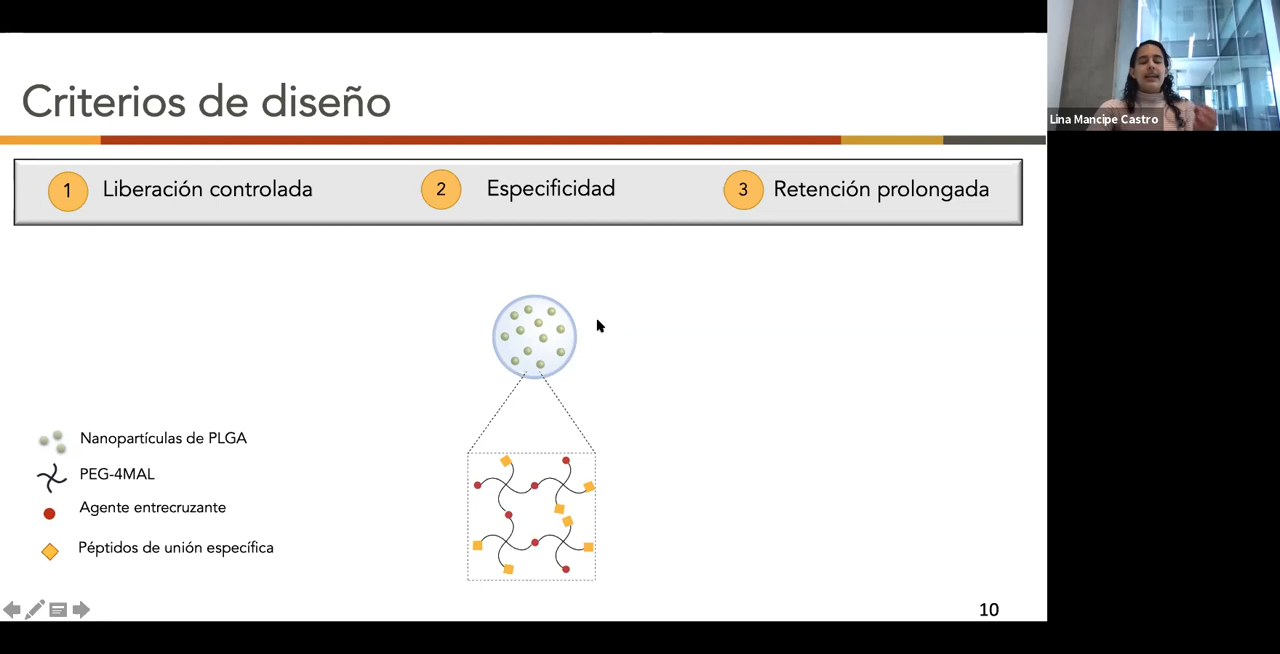 Criterios de diseño
Lina Mancipe Castro
1 Liberación controlada
2 Especificidad
3 Retención prolongada
Nanopartículas de PLGA
PEG-4MAL
Agente entrecruzante
Péptidos de unión específica
10